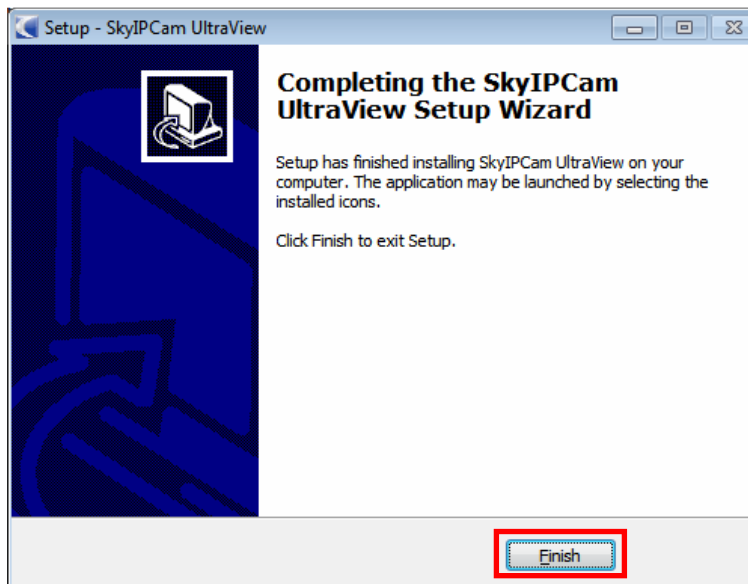 Setup - SkyIPCam UltraView
Completing the SkyIPCam
UltraView Setup Wizard
Setup has finished installing SkyIPCam UltraView on your
computer. The application may be launched by selecting the
installed icons.
Click Finish to exit Setup.
Finish